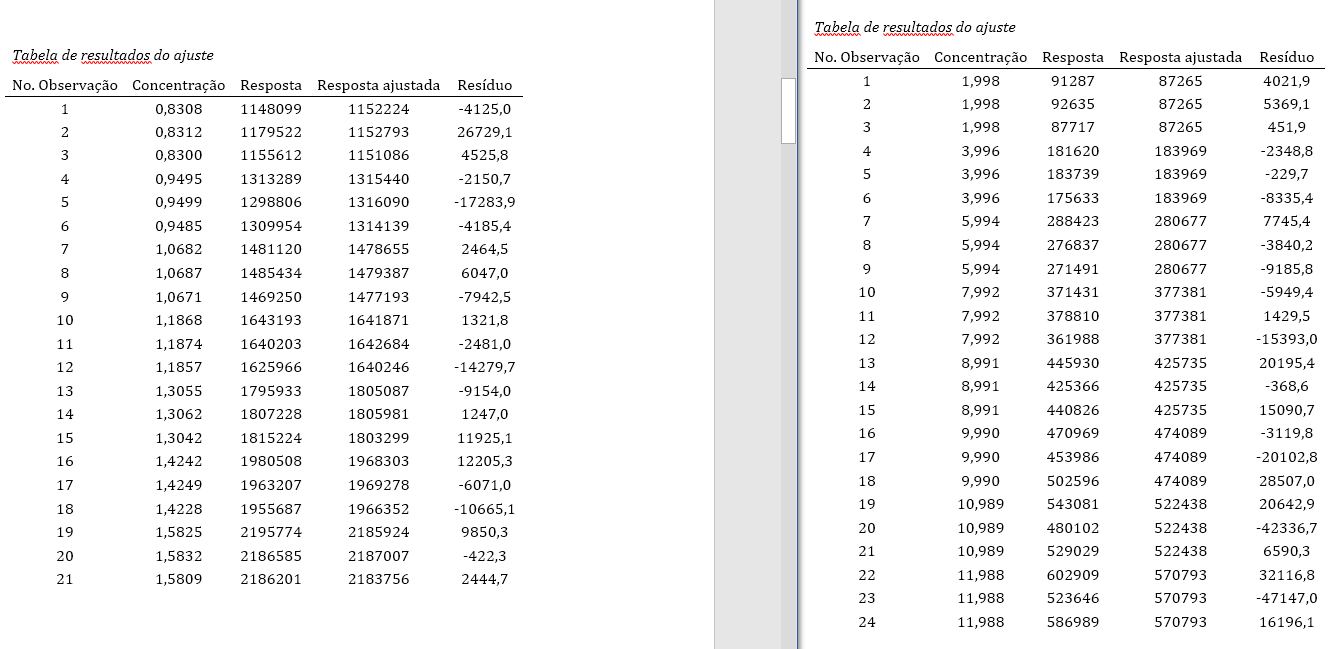 Tabela de resultados do ajuste
No. Observação Concentração Resposta Resposta ajustada Resíduo
1 0,8308 1148099 1152224 -4125,0
2 0,8312 1179522 1152793 26729,1
3 0,8300 1155612 1151086 4525,8
4 0,9495 1313289 1315440 -2150,7
5 0,9499 1298806 1316090 -17283,9
6 0,9485 1309954 1314139 -4185,4
7 1,0682 1481120 1478655 2464,5
8 1,0687 1485434 1479387 6047,0
9 1,0671 1469250 1477193 -7942,5
10 1,1868 1643193 1641871 1321,8
11 1,1874 1640203 1642684 -2481,0
12 1,1857 1625966 1640246 -14279,7
13 1,3055 1795933 1805087 -9154,0
14 1,3062 1807228 1805981 1247,0
15 1,3042 1815224 1803299 11925,1
16 1,4242 1980508 1968303 12205,3
17 1,4249 1963207 1969278 -6071,0
18 1,4228 1955687 1966352 -10665,1
19 1,5825 2195774 2185924 9850,3
20 1,5832 2186585 2187007 -422,3
21 1,5809 2186201 2183756 2444,7
Tabela de resultados do ajuste
No. Observação Concentração Resposta Resposta ajustada Resíduo
1 1,998 91287 87265 4021,9
2 1,998 92635 87265 5369,1
3 1,998 87717 87265 451,9
4 3,996 181620 183969 -2348,8
5 3,996 183739 183969 -229,7
6 3,996 175633 183969 -8335,4
7 5,994 288423 280677 7745,4
8 5,994 276837 280677 -3840,2
9 5,994 271491 280677 -9185,8
10 7,992 371431 377381 -5949,4
11 7,992 378810 377381 1429,5
12 7,992 361988 377381 -15393,0
13 8,991 445930 425735 20195,4
14 8,991 425366 425735 -368,6
15 8,991 440826 425735 15090,7
16 9,990 470969 474089 -3119,8
17 9,990 453986 474089 -20102,8
18 9,990 502596 474089 28507,0
19 10,989 543081 522438 20642,9
20 10,989 480102 522438 -42336,7
21 10,989 529029 522438 6590,3
22 11,988 602909 570793 32116,8
23 11,988 523646 570793 -47147,0
24 11,988 586989 570793 16196,1